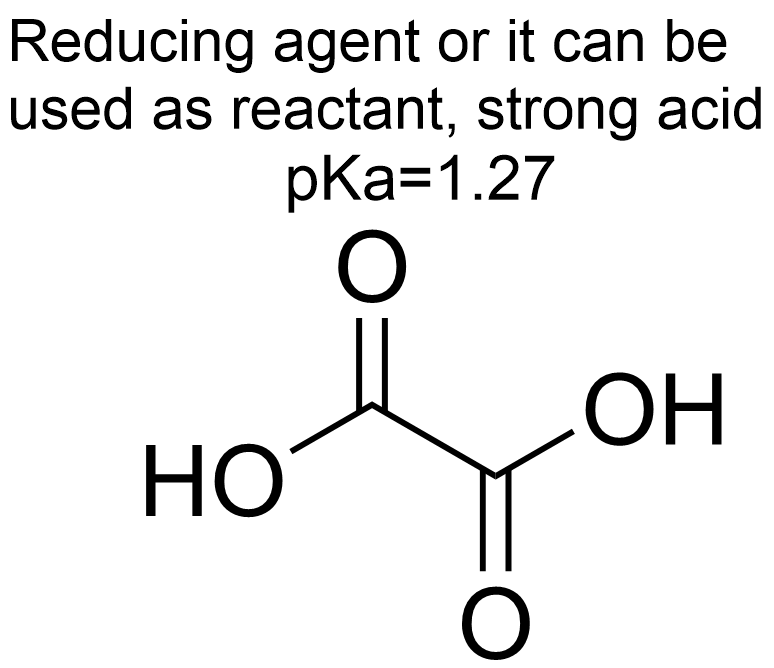 Reducing agent or it can be
used as reactant, strong acid
pKa=1.27
O
OH
HO
O